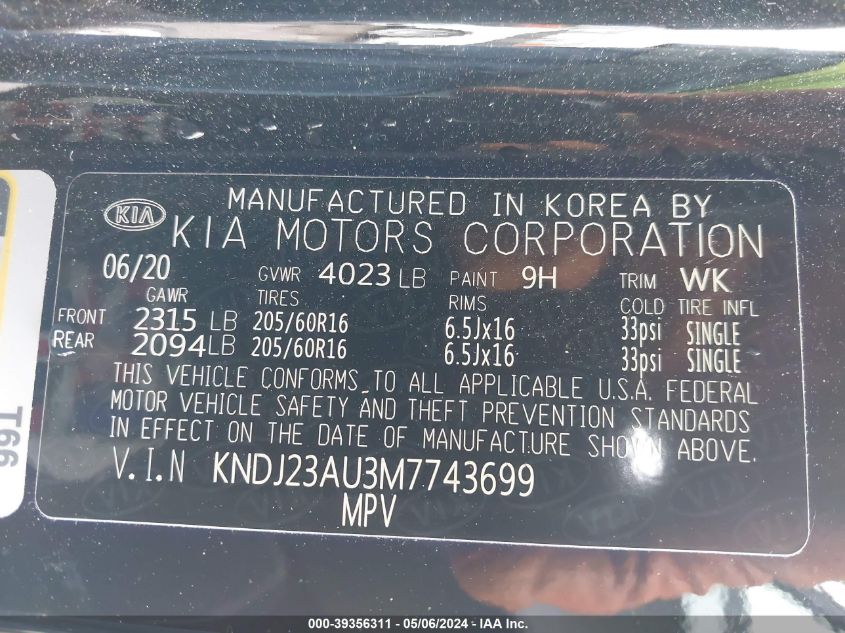 MANUFACTURED IN KOREA BY
KIA KIA MOTORS CORPORATION
06/20 GVWR 4023 LB PAINT 9H TRIM WK
GAWR TIRES RIMS COLD TIRE INFL
FRONT 2315 LB 205/60R16 6.5Jx16 33psi SINGLE
REAR 2094LB 205/60R16 6.5Jx16 33psi SINGLE
THIS VEHICLE CONFORMS TO ALL APPLICABLE U.S.A. FEDERAL
MOTOR VEHICLE SAFETY AND THEFT PREVENTION STANDARDS
IN EFFECT ON THE DATE OF MANUFACTURE SHOWN ABOVE.
V.I.N KNDJ23AU3M7743699
MPV
000-39356311 - 05/06/2024 - IAA Inc.